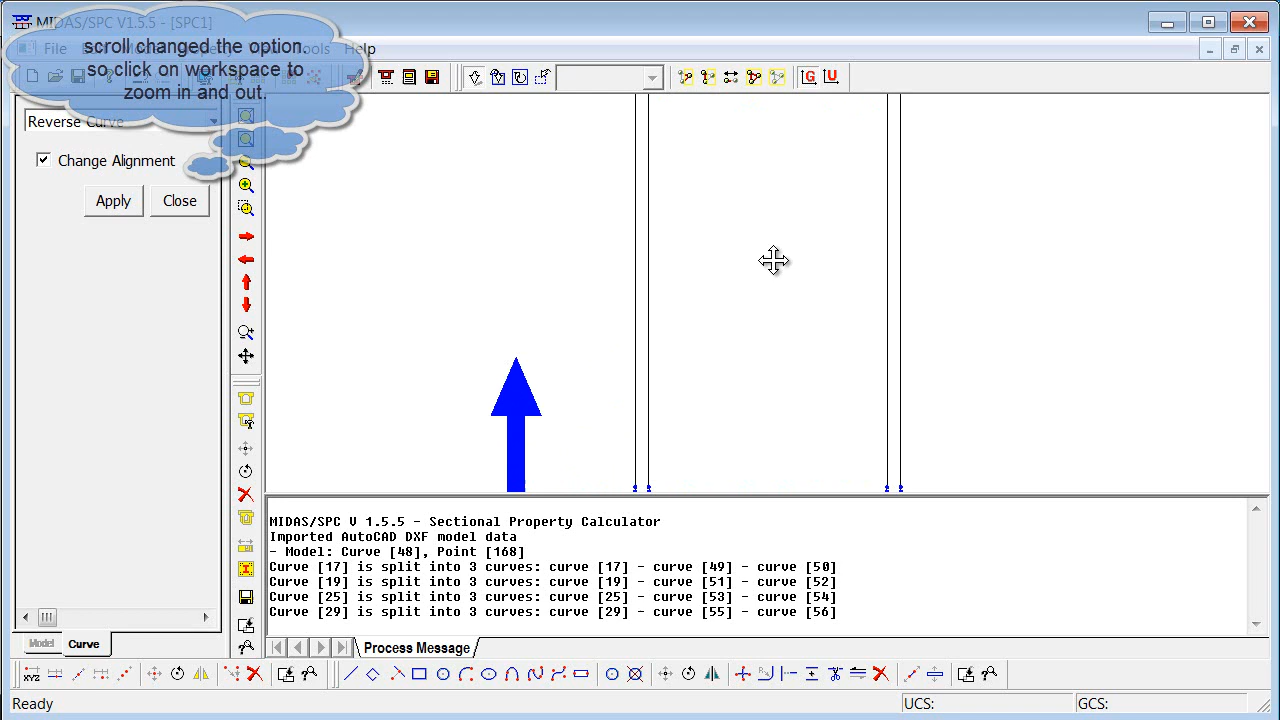 MIDAS/SPC V1.5.5 - [SPC1]
scroll changed the option.
so click on workspace to
zoom in and out.
File
Tools
Help
G
U
Reverse Curve
Change Alignment
Apply
Close
MIDAS/SPC V 1.5.5 - Sectional Property Calculator
Imported AutoCAD DXF model data
- Model: Curve [48], Point [168]
Curve [17] is split into 3 curves: curve [17] - curve [49] - curve [50]
Curve [19] is split into 3 curves: curve [19] - curve [51] - curve [52]
Curve [25] is split into 3 curves: curve [25] - curve [53] - curve [54]
Curve [29] is split into 3 curves: curve [29] - curve [55] - curve [56]
Model
Curve
Process Message
XYZ
Ready
UCS:
GCS: